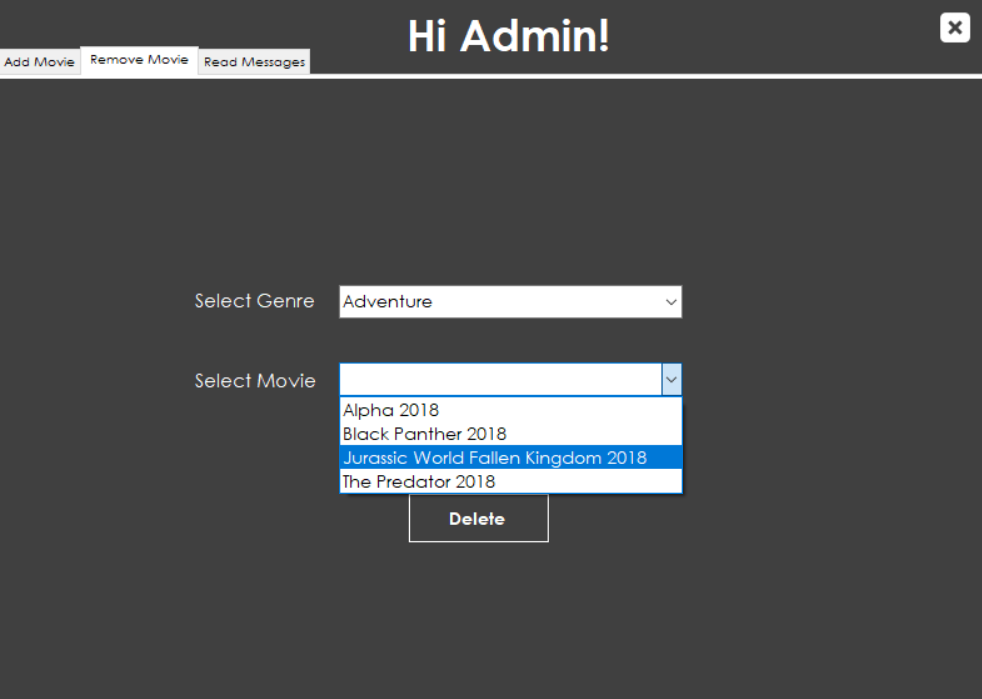 Hi Admin!
Add Movie
Remove Movie
Read Messages
Select Genre
Adventure
Select Movie
Alpha 2018
Black Panther 2018
Jurassic World Fallen Kingdom 2018
The Predator 2018
Delete